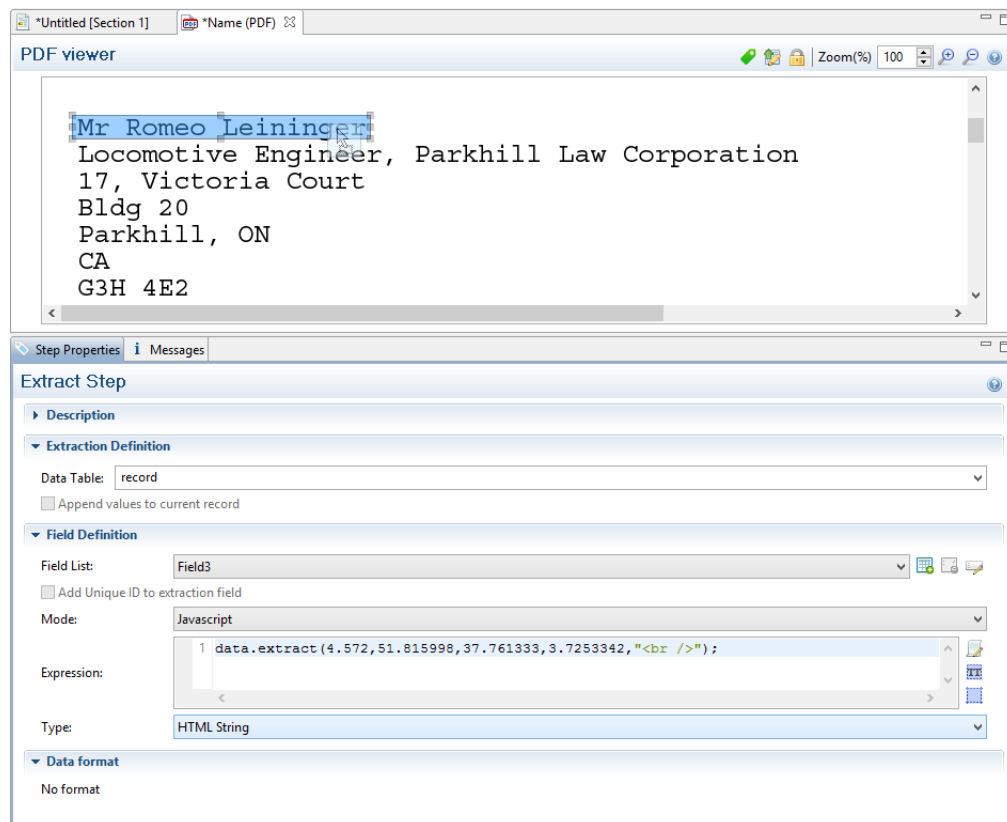 *Untitled [Section 1]
PDF *Name (PDF)
PDF viewer
Zoom(%) 100
Mr Romeo Leininger
Locomotive Engineer, Parkhill Law Corporation
17, Victoria Court
Bldg 20
Parkhill, ON
CA
G3H 4E2
Step Properties i Messages
Extract Step
Description
Extraction Definition
Data Table: record
Append values to current record
Field Definition
Field List: Field3
Add Unique ID to extraction field
Mode: Javascript
Expression: 1 data.extract(4.572,51.815998,37.761333,3.7253342,"<br />");
TT
Type: HTML String
Data format
No format